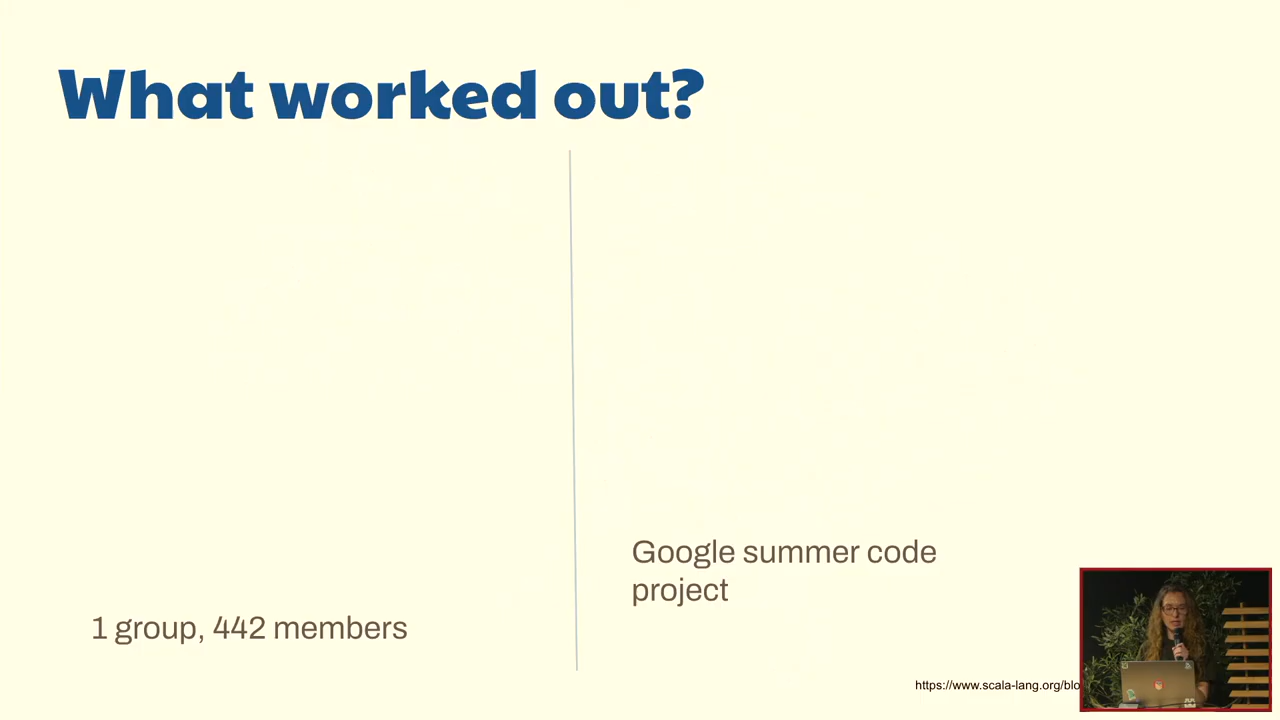 What worked out?
1 group, 442 members
Google summer code
project
https://www.scala-lang.org/blo